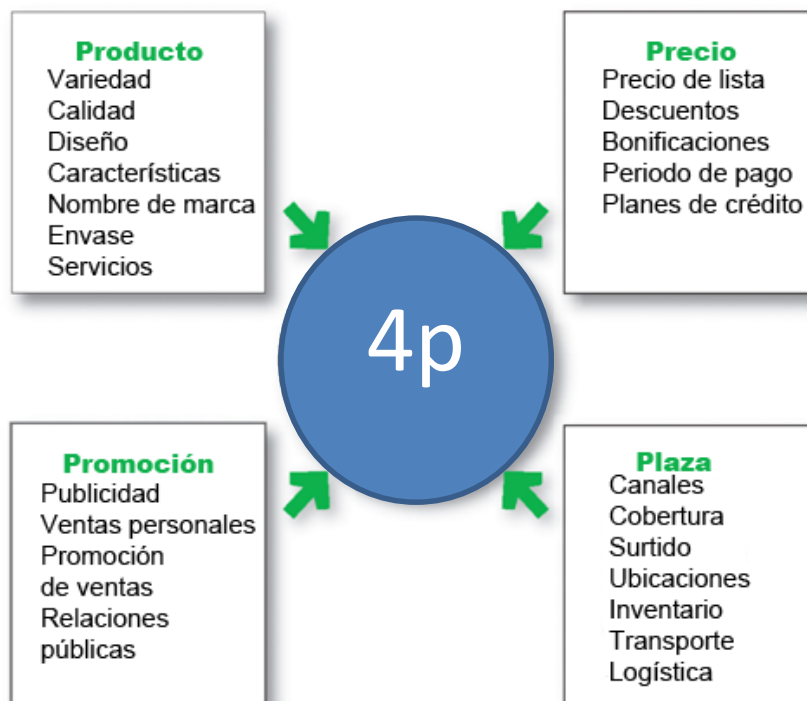 Producto
Variedad
Calidad
Diseño
Características
Nombre de marca
Envase
Servicios
Precio
Precio de lista
Descuentos
Bonificaciones
Periodo de pago
Planes de crédito
4p
Promoción
Publicidad
Ventas personales
Promoción
de ventas
Relaciones
públicas
Plaza
Canales
Cobertura
Surtido
Ubicaciones
Inventario
Transporte
Logística